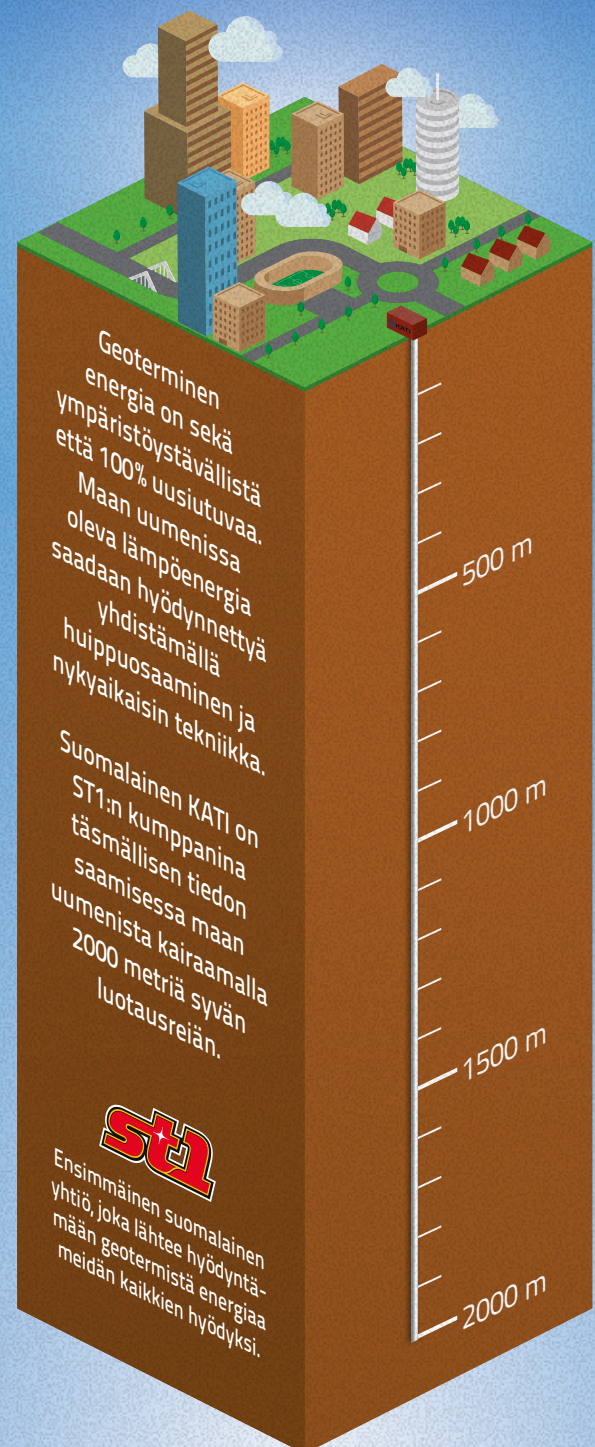 KATI
Geoterminen
energia on sekä
ympäristöystävällistä
että 100% uusiutuvaa.
Maan uumenissa
oleva lämpöenergia
saadaan hyödynnettyä
yhdistämällä
huippuosaaminen ja
nykyaikaisin tekniikka.
Suomalainen KATI on
ST1:n kumppanina
täsmällisen tiedon
saamisessa maan
uumenista kairaamalla
2000 metriä syvän
luotausreiän.
st1
Ensimmäinen suomalainen
yhtiö, joka lähtee hyödyntä-
mään geotermistä energiaa
meidän kaikkien hyödyksi.
500 m
1000 m
1500 m
2000 m